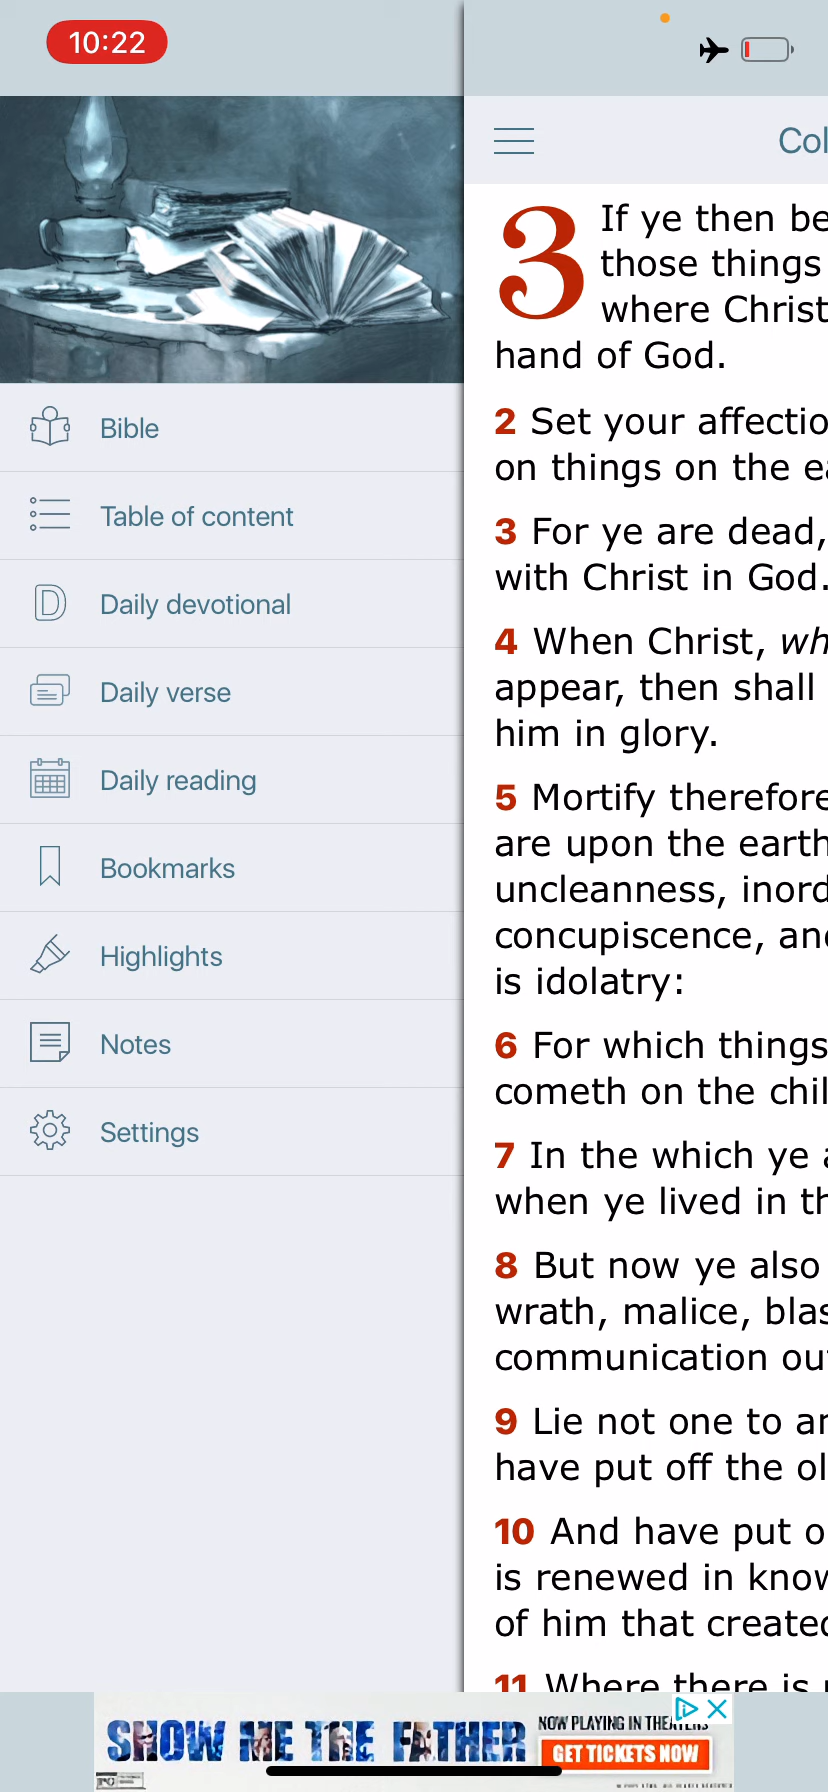 10:22
Bible
Table of content
Daily devotional
Daily verse
Daily reading
Bookmarks
Highlights
Notes
Settings
Col
3 If ye then be
those things
where Christ
hand of God.
2 Set your affectio
on things on the ea
3 For ye are dead,
with Christ in God.
4 When Christ, wh
appear, then shall
him in glory.
5 Mortify therefore
are upon the earth
uncleanness, inord
concupiscence, and
is idolatry:
6 For which things
cometh on the chil
7 In the which ye a
when ye lived in th
8 But now ye also
wrath, malice, blas
communication out
9 Lie not one to an
have put off the ol
10 And have put o
is renewed in know
of him that created
11 Where there is n
SHOW ME THE FATHER
NOW PLAYING IN THEATERS
GET TICKETS NOW
PG